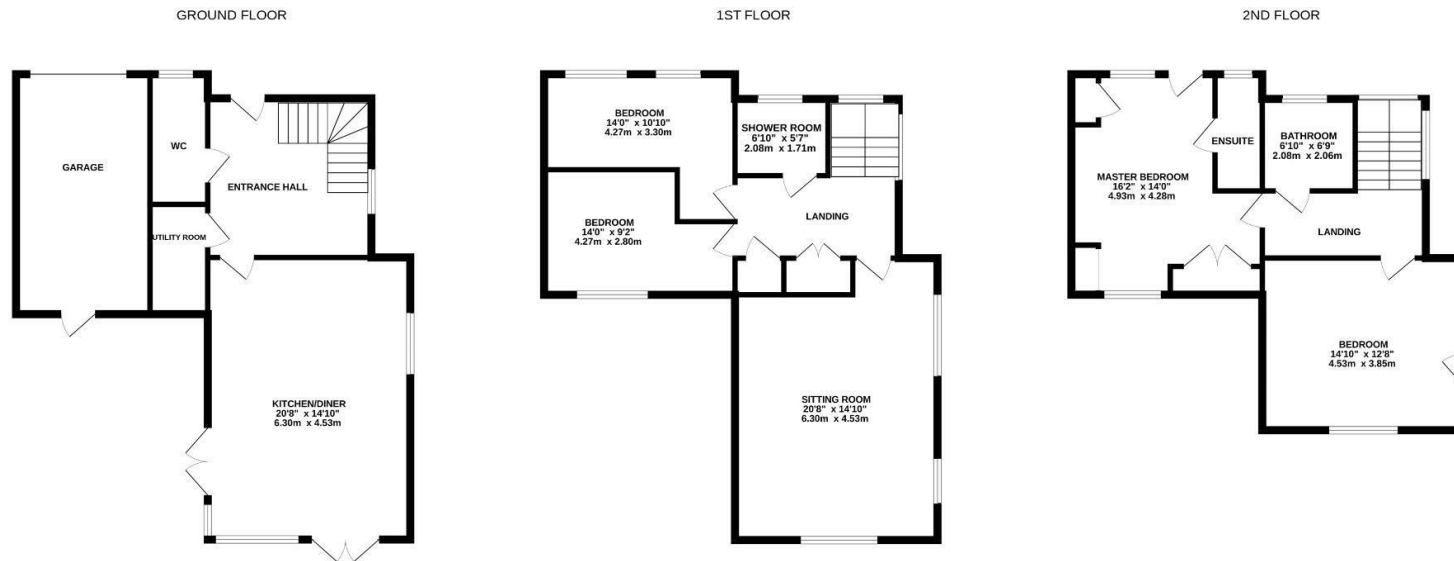 GROUND FLOOR
GARAGE
WC
ENTRANCE HALL
UTILITY ROOM
KITCHEN/DINER
20'8" x 14'10"
6.30m x 4.53m
1ST FLOOR
BEDROOM
14'0" x 10'10"
4.27m x 3.30m
SHOWER ROOM
6'10" x 5'7"
2.08m x 1.71m
LANDING
BEDROOM
14'0" x 9'2"
4.27m x 2.80m
SITTING ROOM
20'8" x 14'10"
6.30m x 4.53m
2ND FLOOR
ENSUITE
BATHROOM
6'10" x 6'9"
2.08m x 2.06m
MASTER BEDROOM
16'2" x 14'0"
4.93m x 4.28m
LANDING
BEDROOM
14'10" x 12'8"
4.53m x 3.85m